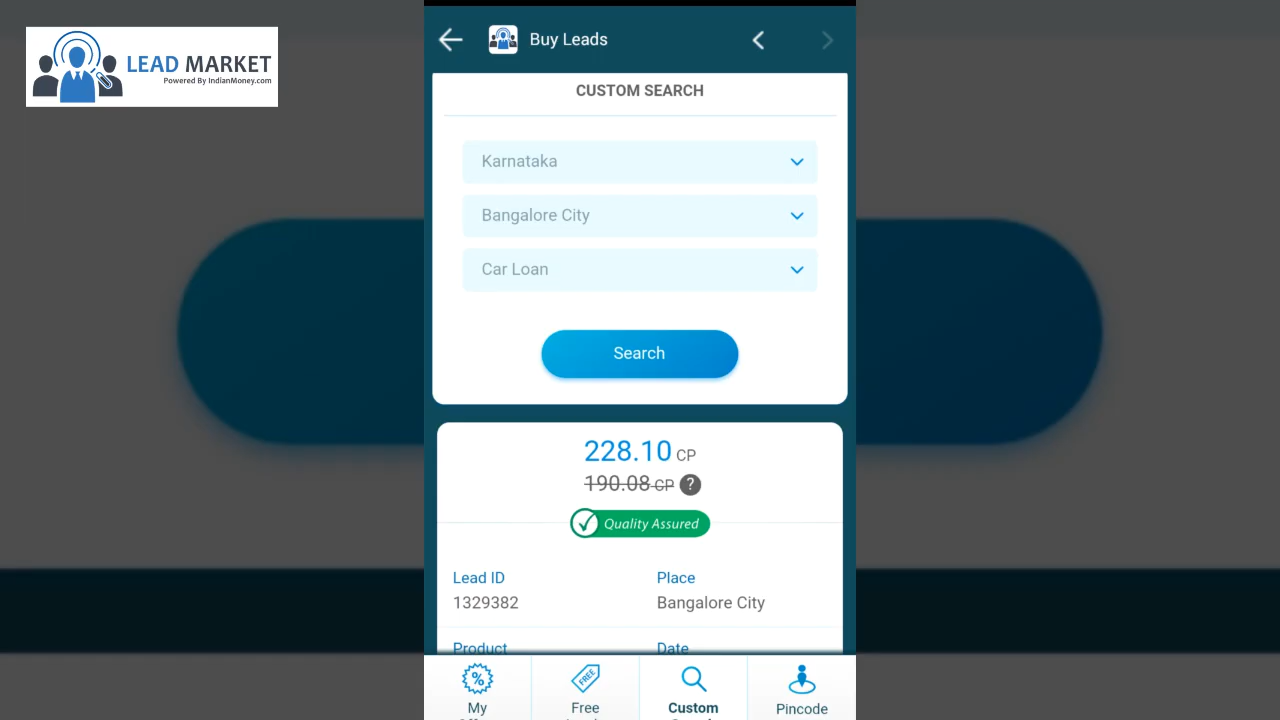 LEAD MARKET
Powered By IndianMoney.com
Buy Leads
CUSTOM SEARCH
Karnataka
Bangalore City
Car Loan
Search
228.10 CP
190.08 CP ?
Quality Assured
Lead ID
Place
1329382
Bangalore City
Product
Date
%
FREE
My
Free
Custom
Pincode